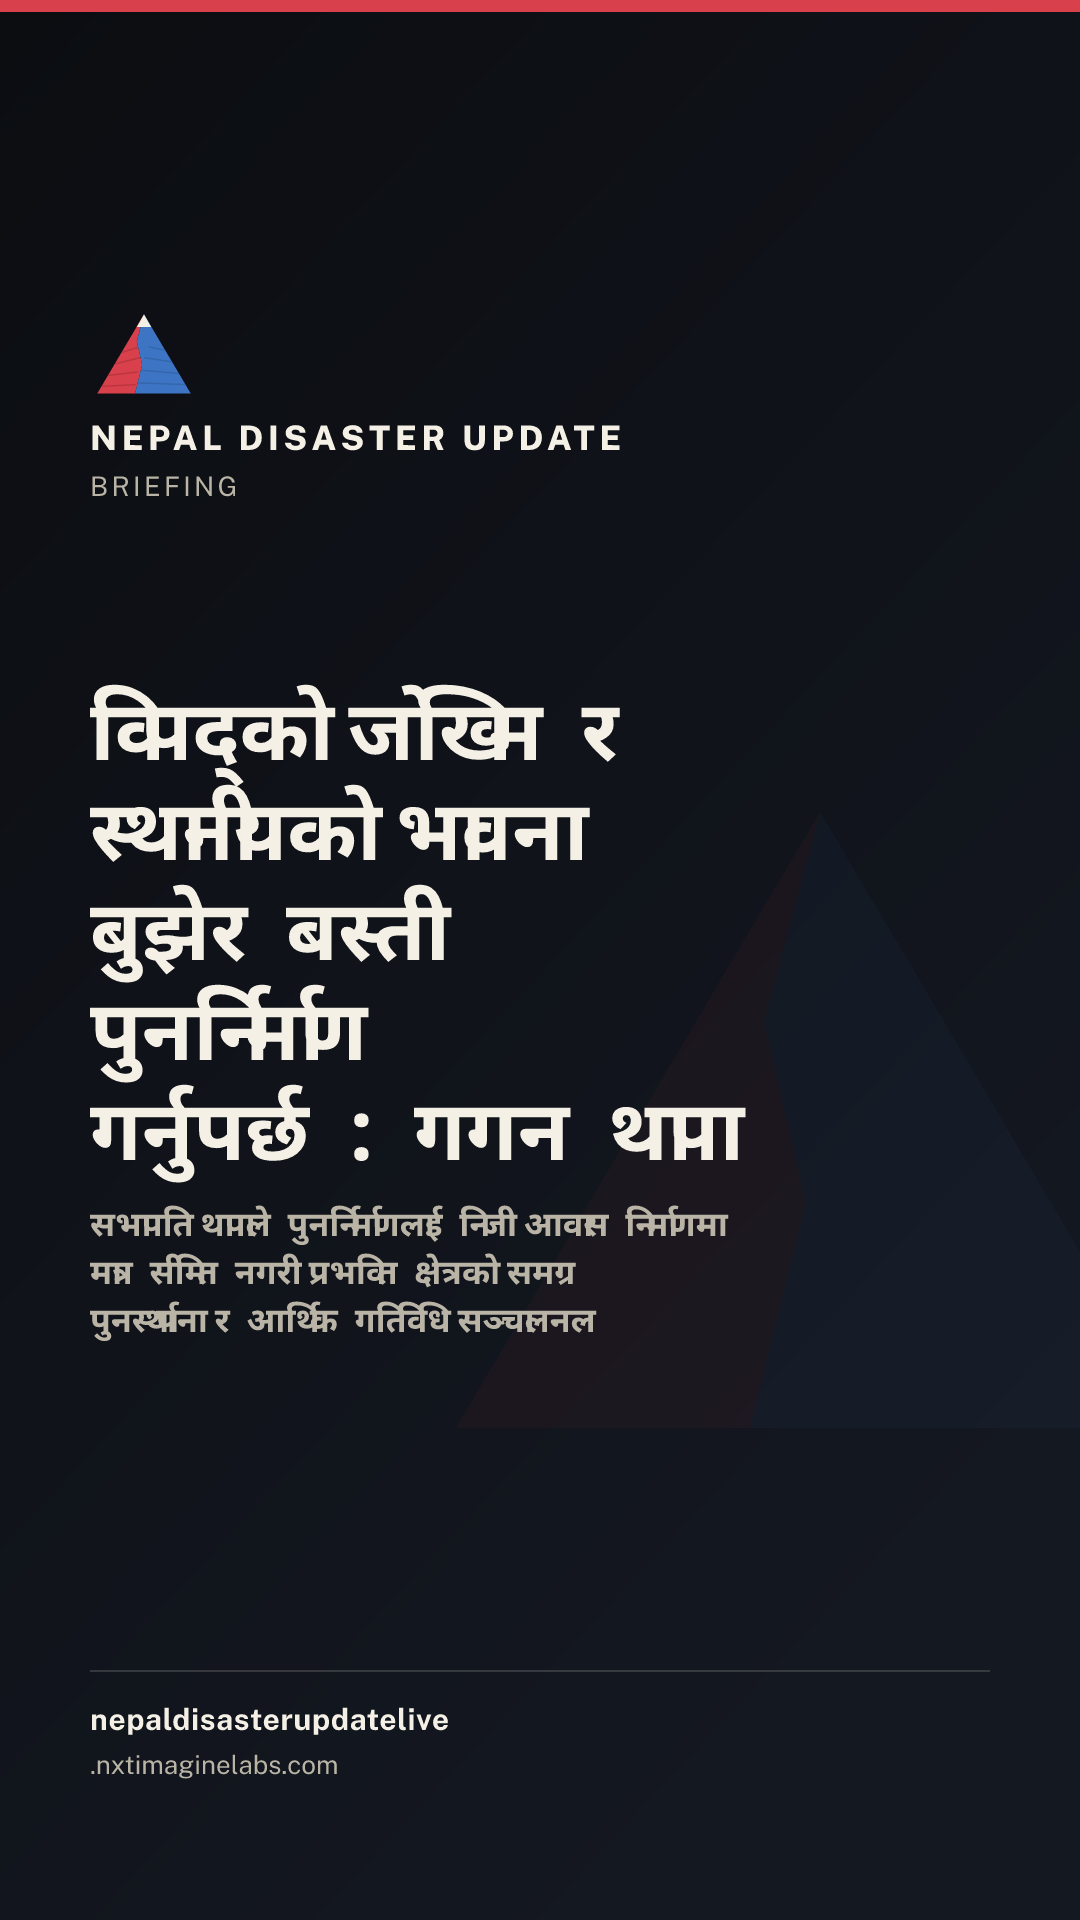 NEPAL DISASTER UPDATE
BRIEFING
विपद्को जोखिम र
स्थानीयको भावना
बुझेर बस्ती
पुनर्निर्माण
गर्नुपर्छ : गगन थापा
सभापति थापाले पुनर्निर्माणलाई निजी आवास निर्माणमा
मात्र सीमित नगरी प्रभावित क्षेत्रको समग्र
पुनर्स्थापना र आर्थिक गतिविधि सञ्चालनल
nepaldisasterupdatelive
.nxtimaginelabs.com